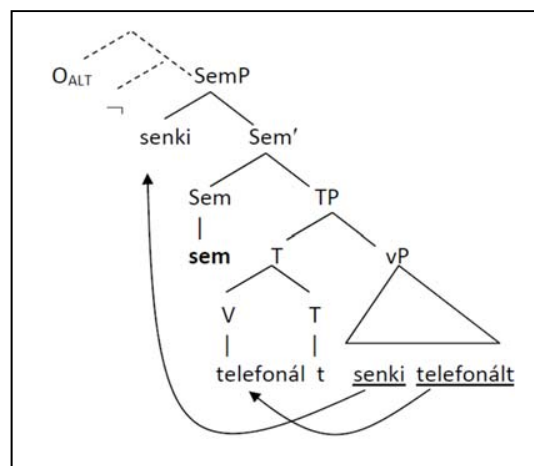 O_ALT SemP
¬
senki Sem′
Sem TP
|
sem T vP
V T
| |
telefonál t senki telefonált